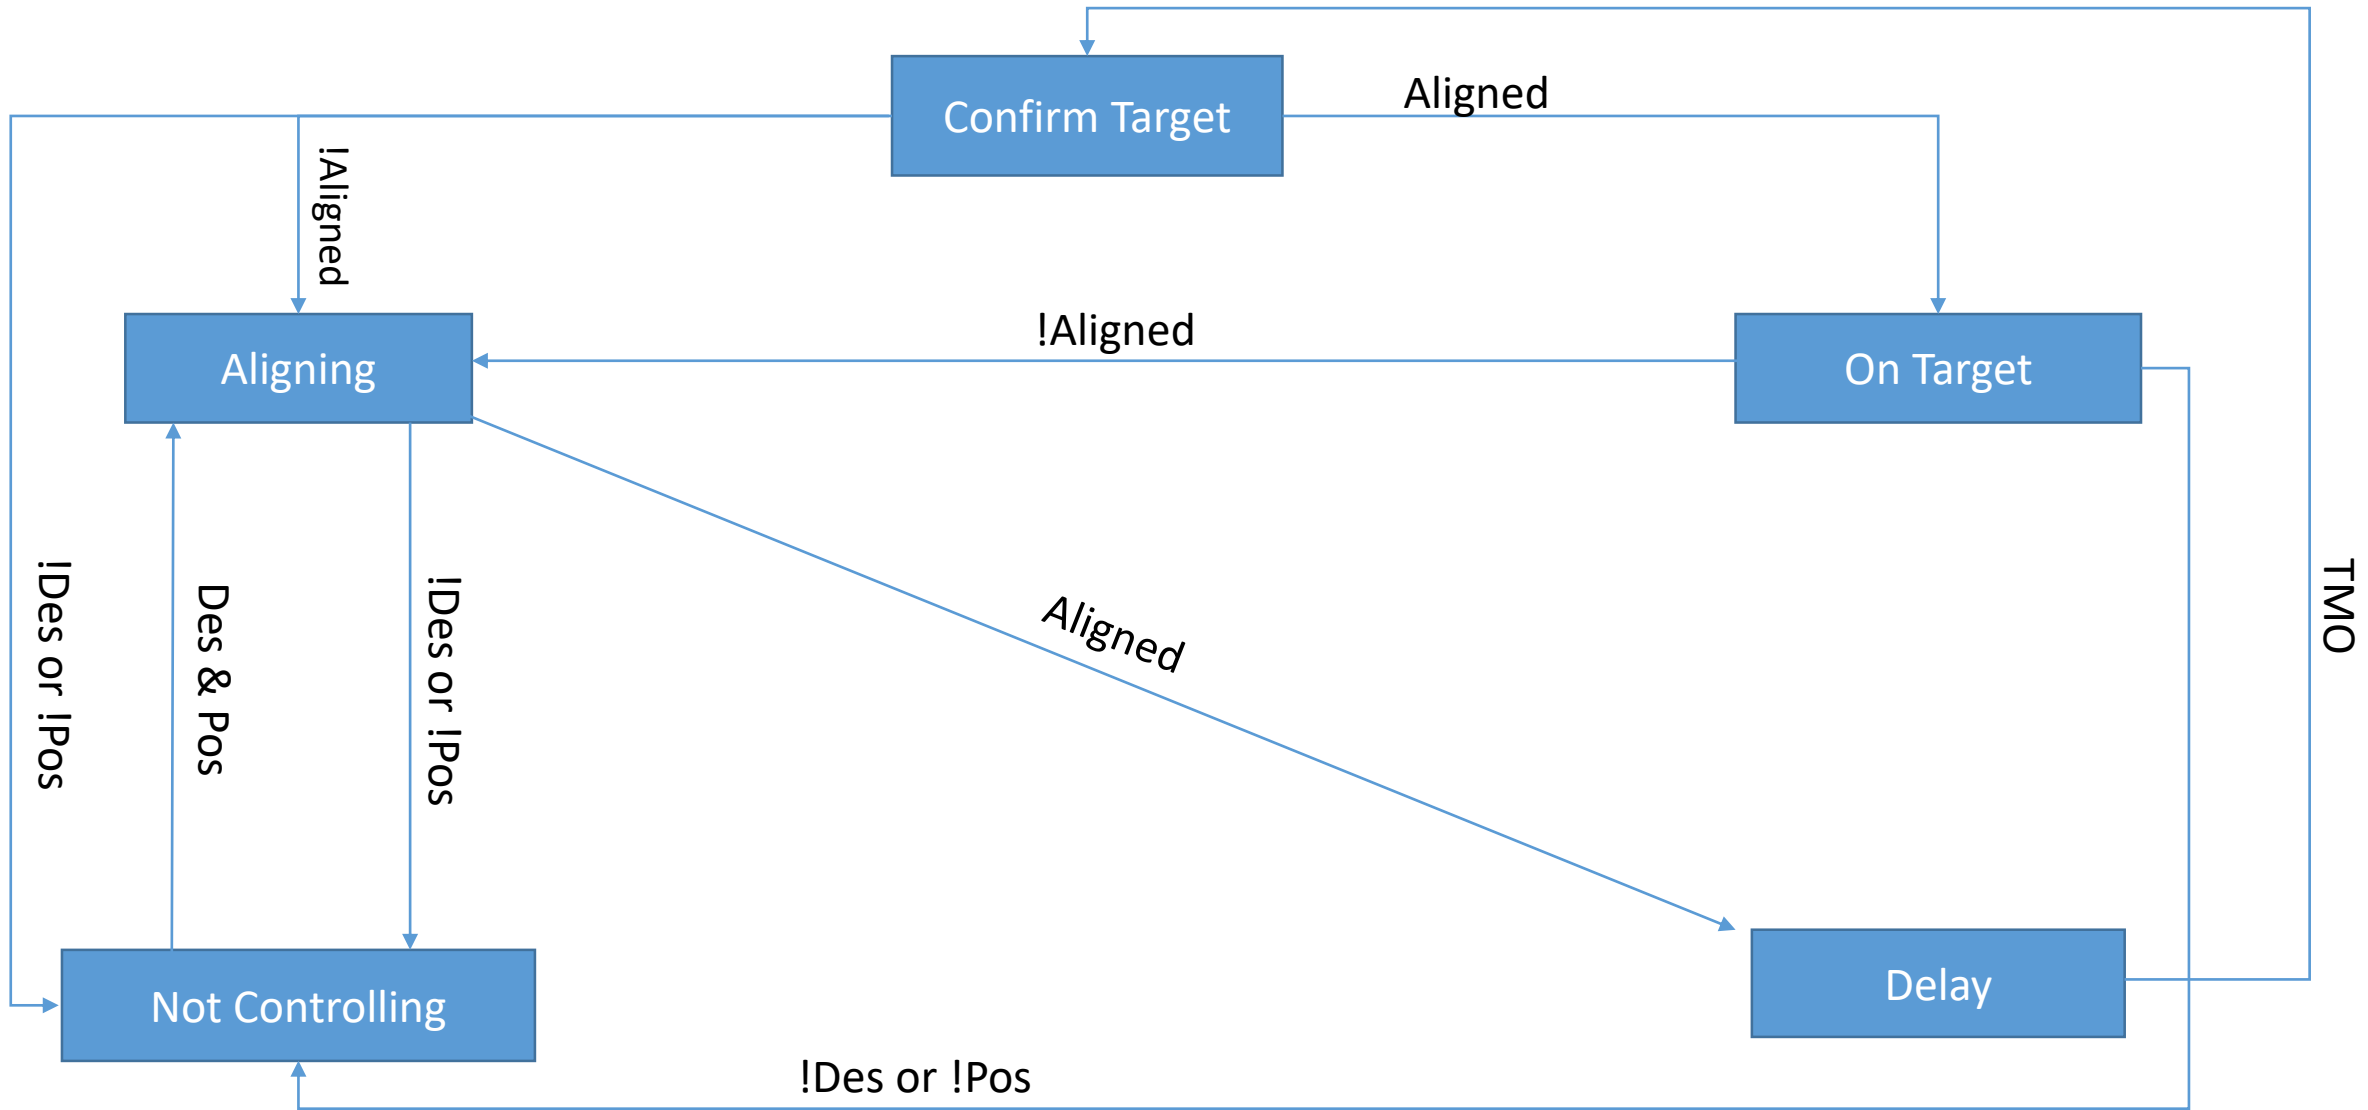 Confirm Target
Aligned
!Aligned
Aligning
!Aligned
On Target
!Des or !Pos
Des & Pos
!Des or !Pos
Aligned
TMO
Not Controlling
Delay
!Des or !Pos